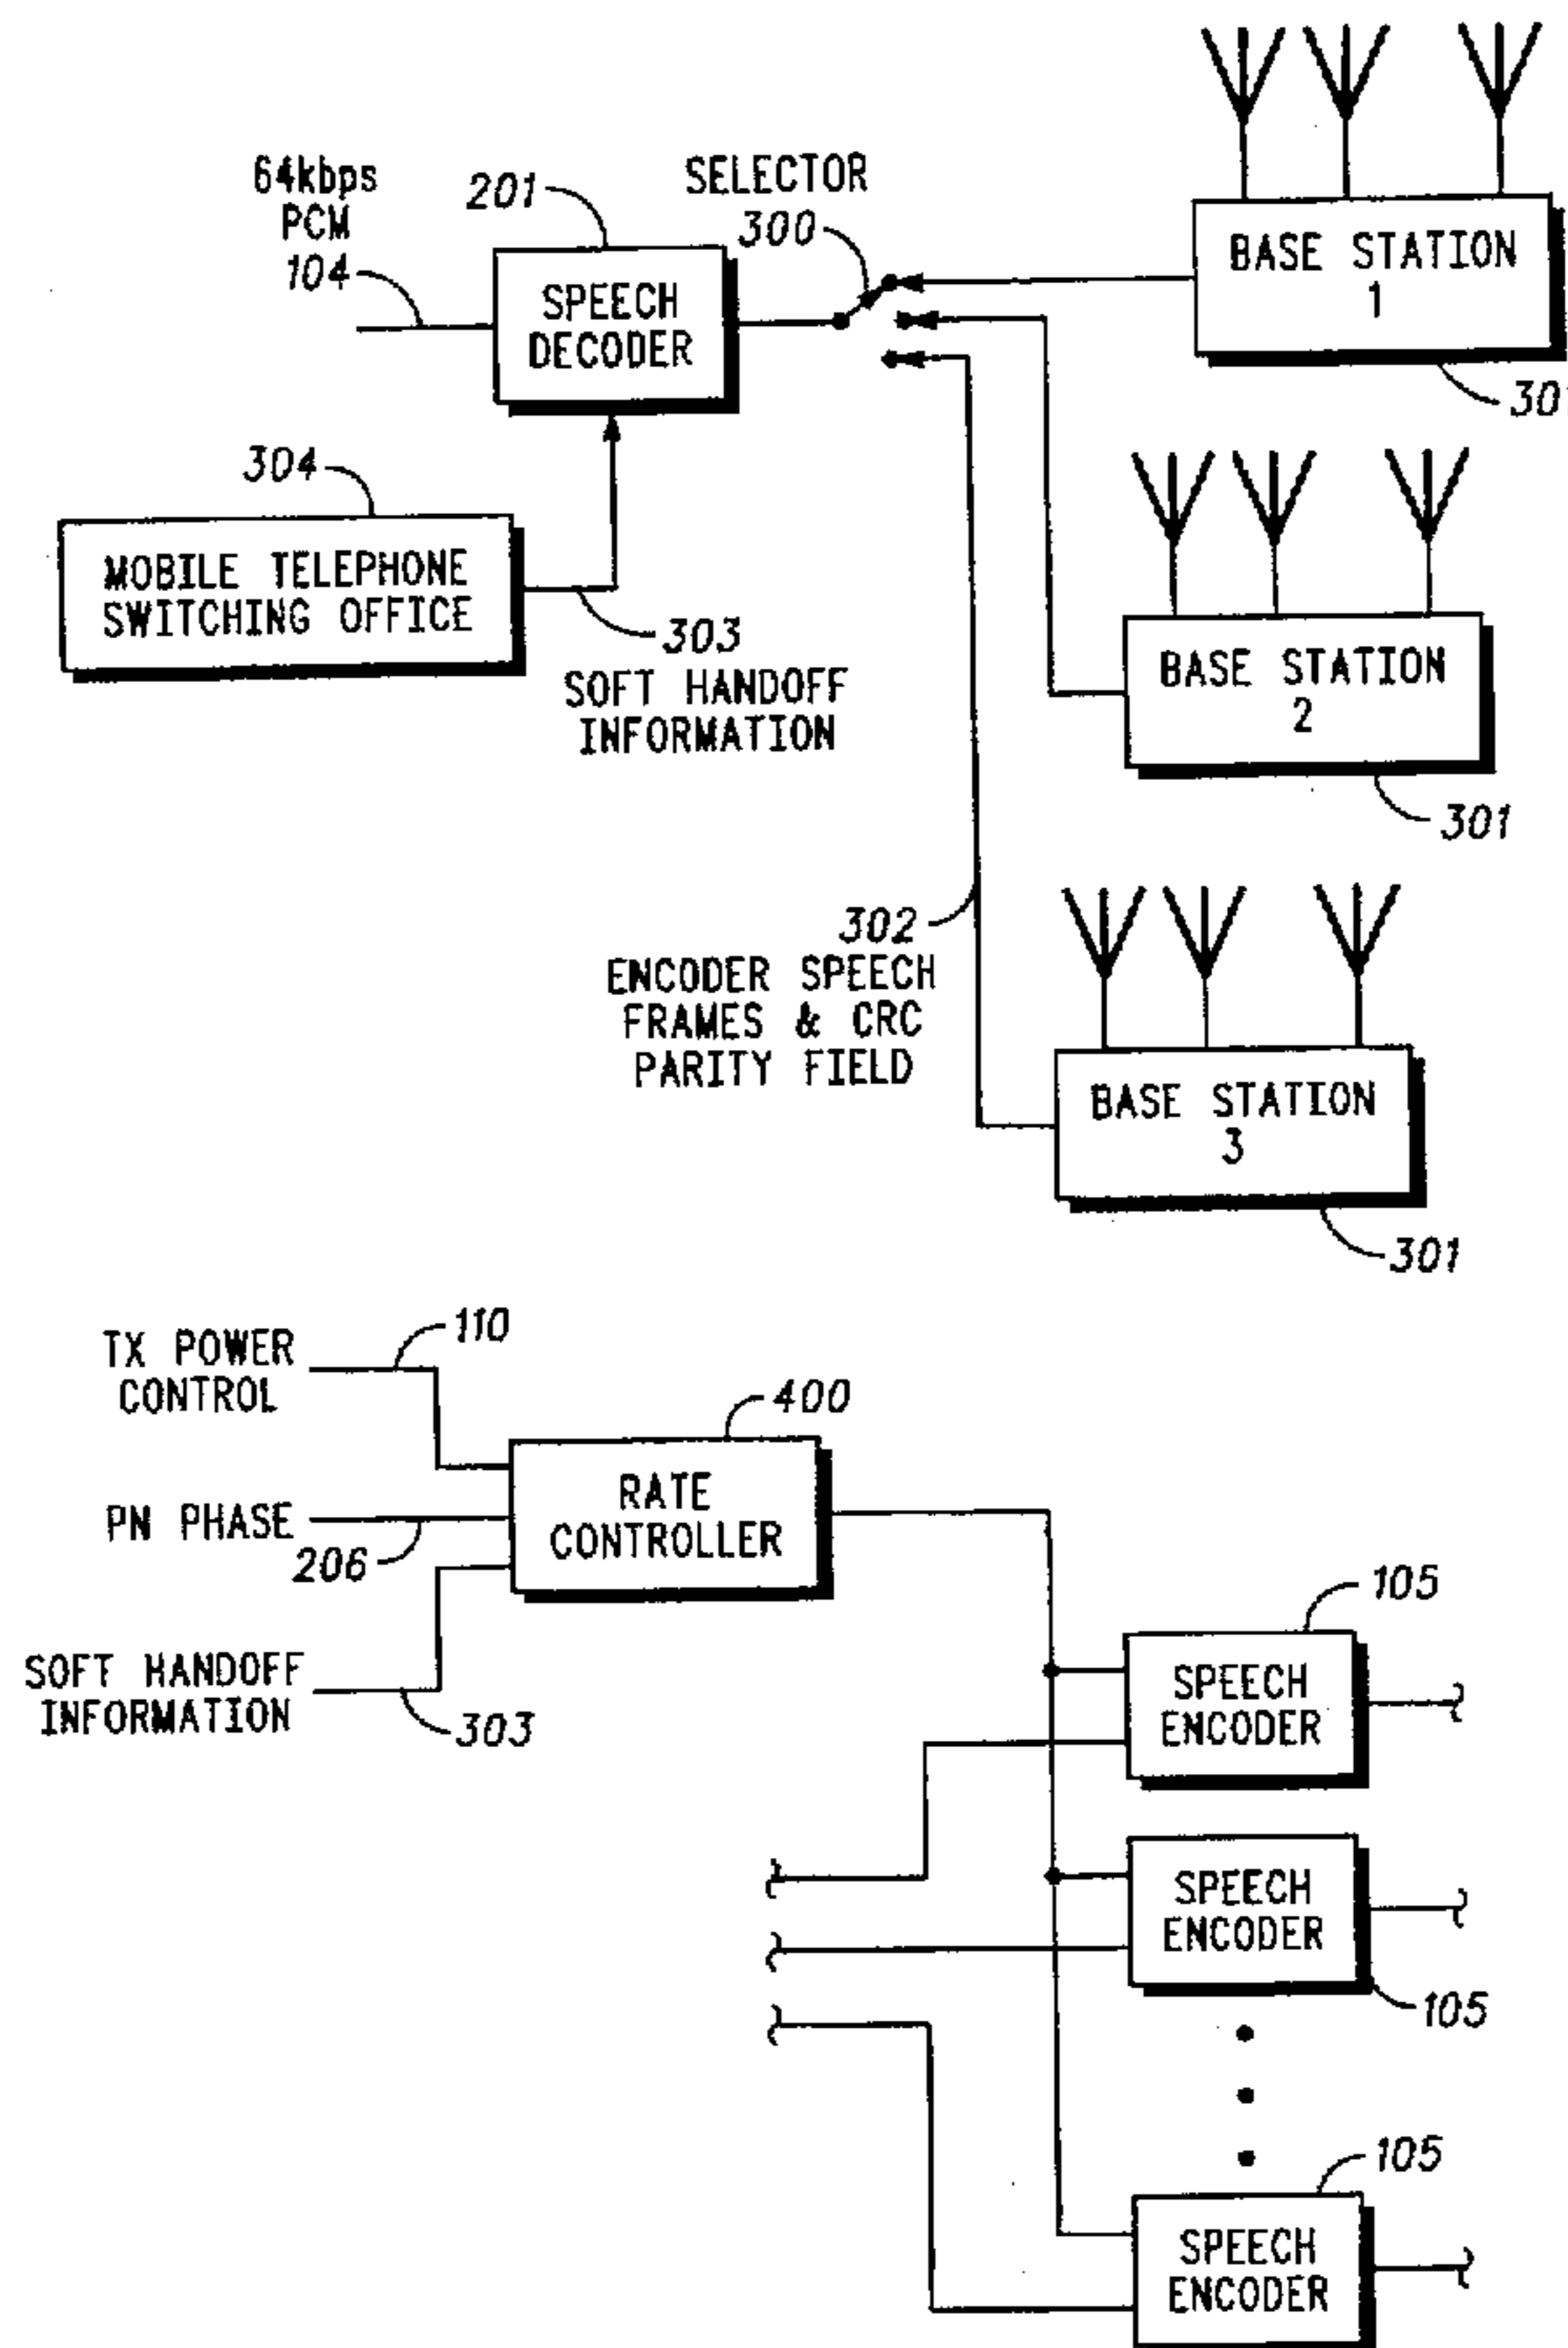 64kbps
PCM
104
201
SELECTOR
300
SPEECH
DECODER
BASE STATION
1
30
304
MOBILE TELEPHONE
SWITCHING OFFICE
303
SOFT HANDOFF
INFORMATION
BASE STATION
2
301
302
ENCODER SPEECH
FRAMES & CRC
PARITY FIELD
BASE STATION
3
301
TX POWER
CONTROL
110
400
PN PHASE
206
RATE
CONTROLLER
SOFT HANDOFF
INFORMATION
303
105
SPEECH
ENCODER
SPEECH
ENCODER
105
105
SPEECH
ENCODER